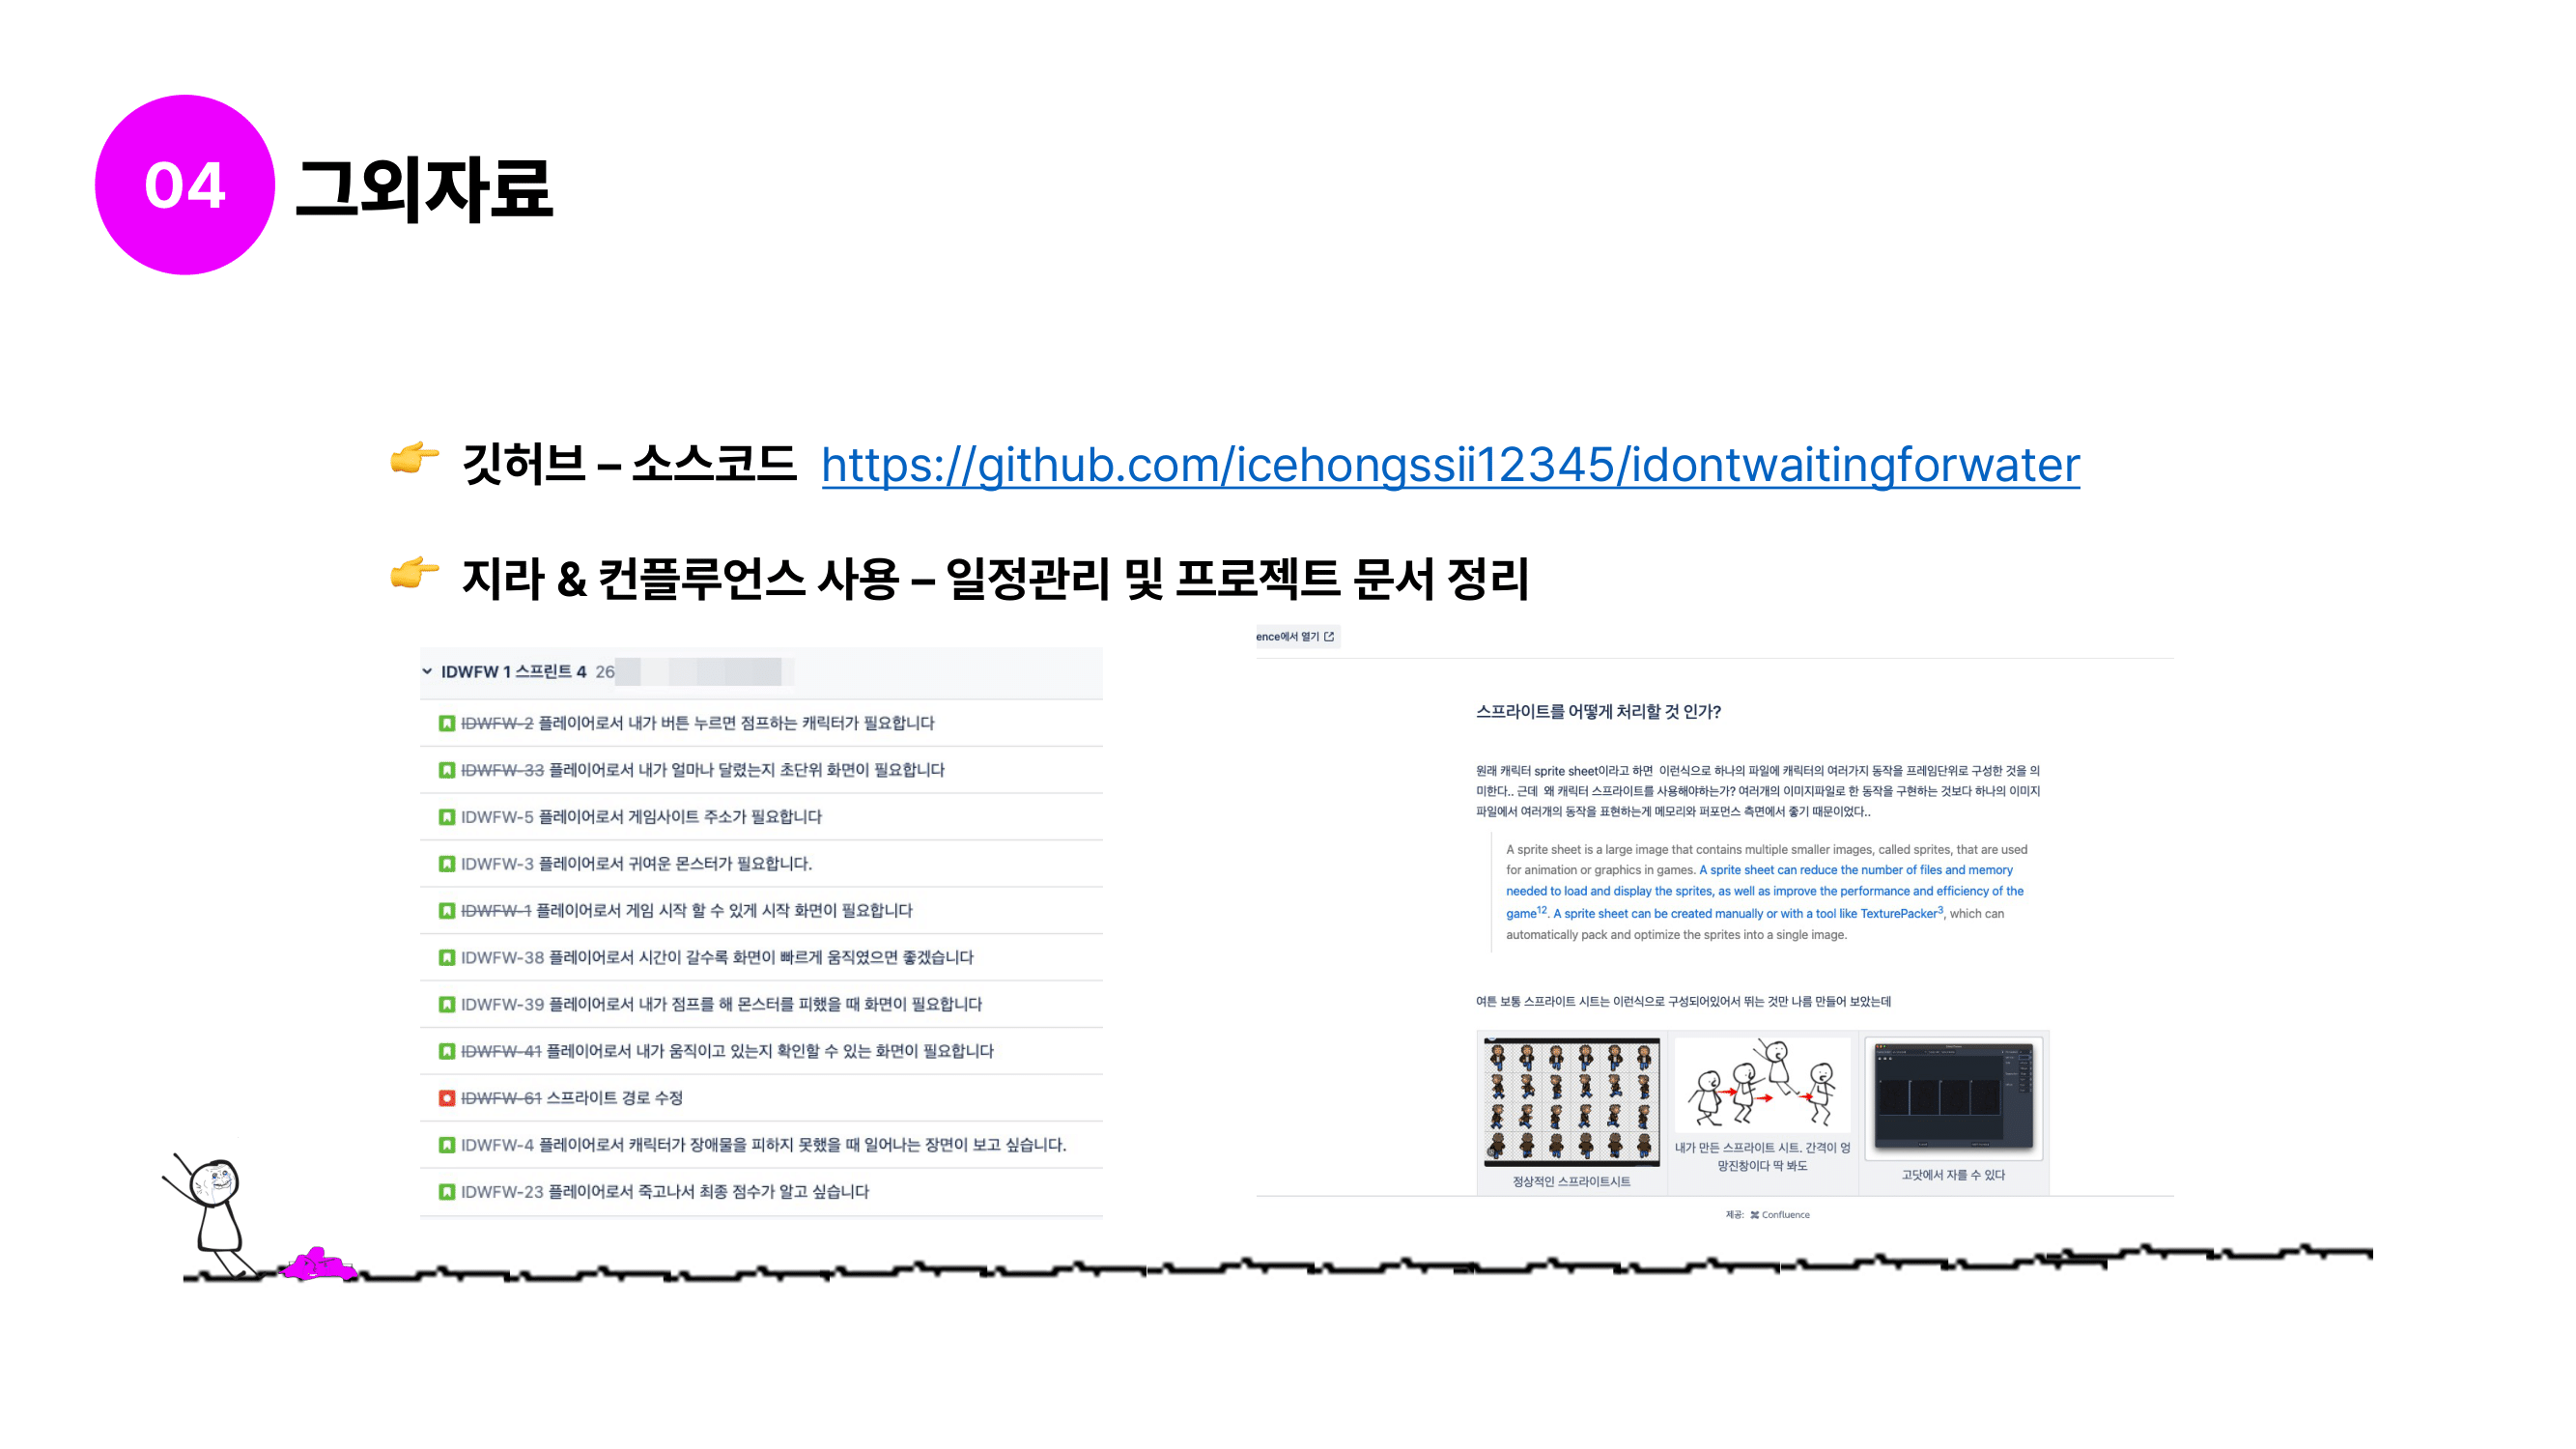 04 그외자료
👉 깃허브 – 소스코드 https://github.com/icehongssii12345/idontwaitingforwater
👉 지라 & 컨플루언스 사용 – 일정관리 및 프로젝트 문서 정리
IDWFW 1 스프린트 4 26
IDWFW-2 플레이어로서 내가 버튼 누르면 점프하는 캐릭터가 필요합니다
IDWFW-33 플레이어로서 내가 얼마나 달렸는지 초단위 화면이 필요합니다
IDWFW-5 플레이어로서 게임사이트 주소가 필요합니다
IDWFW-3 플레이어로서 귀여운 몬스터가 필요합니다.
IDWFW-1 플레이어로서 게임 시작 할 수 있게 시작 화면이 필요합니다
IDWFW-38 플레이어로서 시간이 갈수록 화면이 빠르게 움직였으면 좋겠습니다
IDWFW-39 플레이어로서 내가 점프를 해 몬스터를 피했을 때 화면이 필요합니다
IDWFW-41 플레이어로서 내가 움직이고 있는지 확인할 수 있는 화면이 필요합니다
IDWFW-61 스프라이트 경로 수정
IDWFW-4 플레이어로서 캐릭터가 장애물을 피하지 못했을 때 일어나는 장면이 보고 싶습니다.
IDWFW-23 플레이어로서 죽고나서 최종 점수가 알고 싶습니다
ence에서 열기
스프라이트를 어떻게 처리할 것 인가?
원래 캐릭터 sprite sheet이라고 하면 이런식으로 하나의 파일에 캐릭터의 여러가지 동작을 프레임단위로 구성한 것을 의
미한다.. 근데 왜 캐릭터 스프라이트를 사용해야하는가? 여러개의 이미지파일로 한 동작을 구현하는 것보다 하나의 이미지
파일에서 여러개의 동작을 표현하는게 메모리와 퍼포먼스 측면에서 좋기 때문이었다..
A sprite sheet is a large image that contains multiple smaller images, called sprites, that are used
for animation or graphics in games. A sprite sheet can reduce the number of files and memory
needed to load and display the sprites, as well as improve the performance and efficiency of the
game12. A sprite sheet can be created manually or with a tool like TexturePacker3, which can
automatically pack and optimize the sprites into a single image.
여튼 보통 스프라이트 시트는 이런식으로 구성되어있어서 뛰는 것만 나름 만들어 보았는데
정상적인 스프라이트시트
내가 만든 스프라이트 시트. 간격이 엉
망진창이다 딱 봐도
고닷에서 자를 수 있다
제공: Confluence